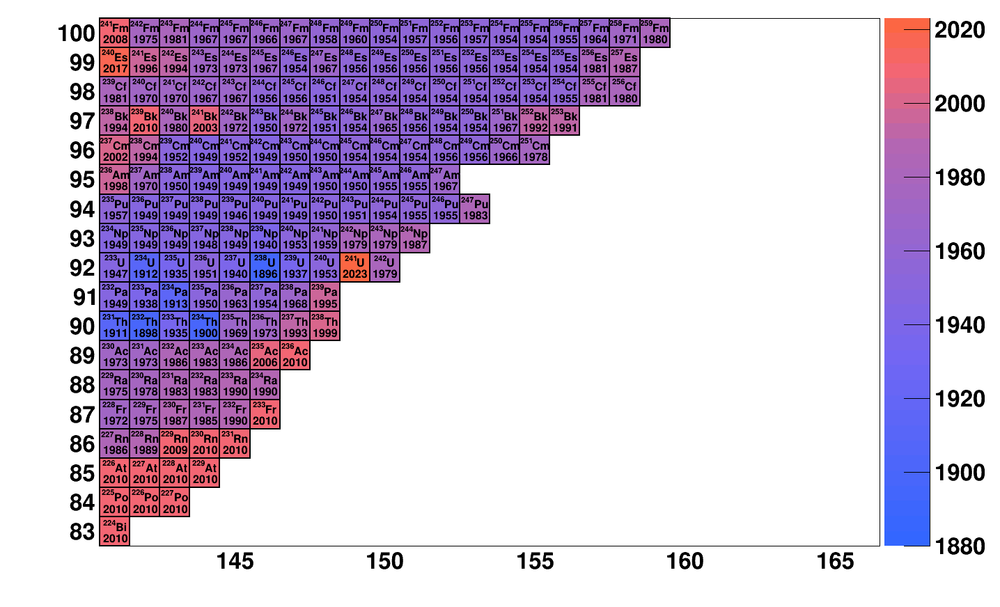 100 241Fm 242Fm 243Fm 244Fm 245Fm 246Fm 247Fm 248Fm 249Fm 250Fm 251Fm 252Fm 253Fm 254Fm 255Fm 256Fm 257Fm 258Fm 259Fm
2008 1975 1981 1967 1967 1966 1967 1958 1960 1954 1957 1956 1957 1954 1954 1955 1964 1971 1980
99 240Es 241Es 242Es 243Es 244Es 245Es 246Es 247Es 248Es 249Es 250Es 251Es 252Es 253Es 254Es 255Es 256Es 257Es
2017 1996 1994 1973 1973 1967 1954 1967 1956 1956 1956 1956 1956 1954 1954 1954 1981 1987
98 239Cf 240Cf 241Cf 242Cf 243Cf 244Cf 245Cf 246Cf 247Cf 248Cf 249Cf 250Cf 251Cf 252Cf 253Cf 254Cf 255Cf 256Cf
1981 1970 1970 1967 1967 1956 1956 1951 1954 1954 1954 1954 1954 1954 1954 1955 1981 1980
97 238Bk 239Bk 240Bk 241Bk 242Bk 243Bk 244Bk 245Bk 246Bk 247Bk 248Bk 249Bk 250Bk 251Bk 252Bk 253Bk
1994 2010 1980 2003 1972 1950 1972 1951 1954 1965 1956 1954 1954 1967 1992 1991
96 237Cm 238Cm 239Cm 240Cm 241Cm 242Cm 243Cm 244Cm 245Cm 246Cm 247Cm 248Cm 249Cm 250Cm 251Cm
2002 1994 1952 1949 1952 1949 1950 1950 1954 1954 1954 1956 1956 1966 1978
95 236Am 237Am 238Am 239Am 240Am 241Am 242Am 243Am 244Am 245Am 246Am 247Am
1998 1970 1950 1949 1949 1949 1949 1950 1950 1955 1955 1967
94 235Pu 236Pu 237Pu 238Pu 239Pu 240Pu 241Pu 242Pu 243Pu 244Pu 245Pu 246Pu 247Pu
1957 1949 1949 1949 1946 1949 1949 1950 1951 1954 1955 1955 1983
93 234Np 235Np 236Np 237Np 238Np 239Np 240Np 241Np 242Np 243Np 244Np
1949 1949 1949 1948 1949 1940 1953 1959 1979 1979 1987
92 233U 234U 235U 236U 237U 238U 239U 240U 241U 242U
1947 1912 1935 1951 1940 1896 1937 1953 2023 1979
91 232Pa 233Pa 234Pa 235Pa 236Pa 237Pa 238Pa 239Pa
1949 1938 1913 1950 1963 1954 1968 1995
90 231Th 232Th 233Th 234Th 235Th 236Th 237Th 238Th
1911 1898 1935 1900 1969 1973 1993 1999
89 230Ac 231Ac 232Ac 233Ac 234Ac 235Ac 236Ac
1973 1973 1986 1983 1986 2006 2010
88 229Ra 230Ra 231Ra 232Ra 233Ra 234Ra
1975 1978 1983 1983 1990 1990
87 228Fr 229Fr 230Fr 231Fr 232Fr 233Fr
1972 1975 1987 1985 1990 2010
86 227Rn 228Rn 229Rn 230Rn 231Rn
1986 1989 2009 2010 2010
85 226At 227At 228At 229At
2010 2010 2010 2010
84 225Po 226Po 227Po
2010 2010 2010
83 224Bi
2010
145 150 155 160 165
2020
2000
1980
1960
1940
1920
1900
1880